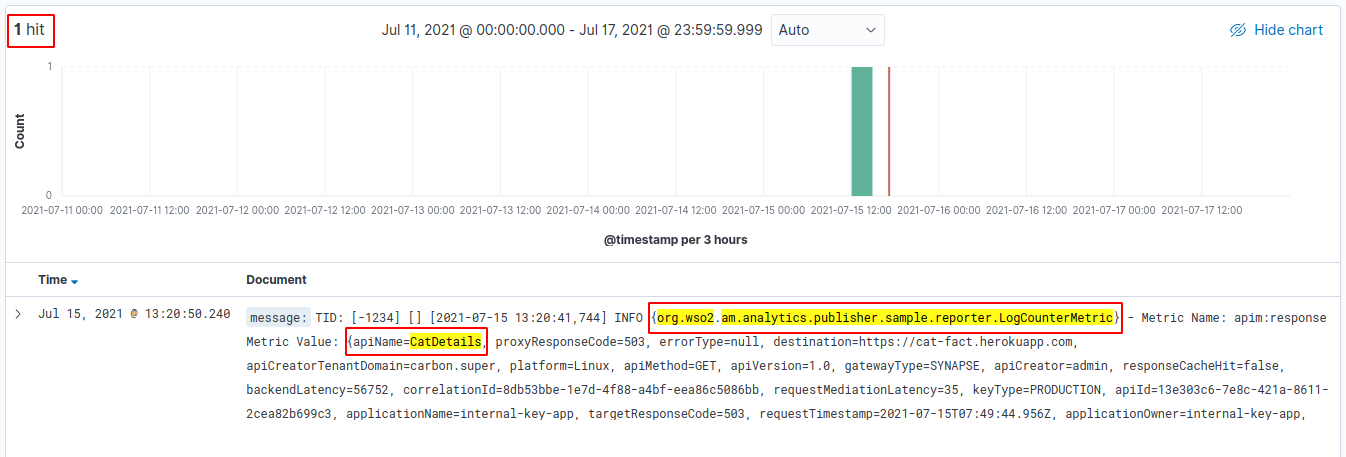 1 hit
Jul 11, 2021 @ 00:00:00.000 - Jul 17, 2021 @ 23:59:59.999
Auto
Hide chart
1
Count
0
2021-07-11 00:00 2021-07-11 12:00 2021-07-12 00:00 2021-07-12 12:00 2021-07-13 00:00 2021-07-13 12:00 2021-07-14 00:00 2021-07-14 12:00 2021-07-15 00:00 2021-07-15 12:00 2021-07-16 00:00 2021-07-16 12:00 2021-07-17 00:00 2021-07-17 12:00
@timestamp per 3 hours
Time Document
Jul 15, 2021 @ 13:20:50.240 message: TID: [-1234] [] [2021-07-15 13:20:41,744] INFO {org.wso2.am.analytics.publisher.sample.reporter.LogCounterMetric} - Metric Name: apim:response
Metric Value: {apiName=CatDetails, proxyResponseCode=503, errorType=null, destination=https://cat-fact.herokuapp.com,
apiCreatorTenantDomain=carbon.super, platform=Linux, apiMethod=GET, apiVersion=1.0, gatewayType=SYNAPSE, apiCreator=admin, responseCacheHit=false,
backendLatency=56752, correlationId=8db53bbe-1e7d-4f88-a4bf-eea86c5086bb, requestMediationLatency=35, keyType=PRODUCTION, apiId=13e303c6-7e8c-421a-8611-
2cea82b699c3, applicationName=internal-key-app, targetResponseCode=503, requestTimestamp=2021-07-15T07:49:44.956Z, applicationOwner=internal-key-app,